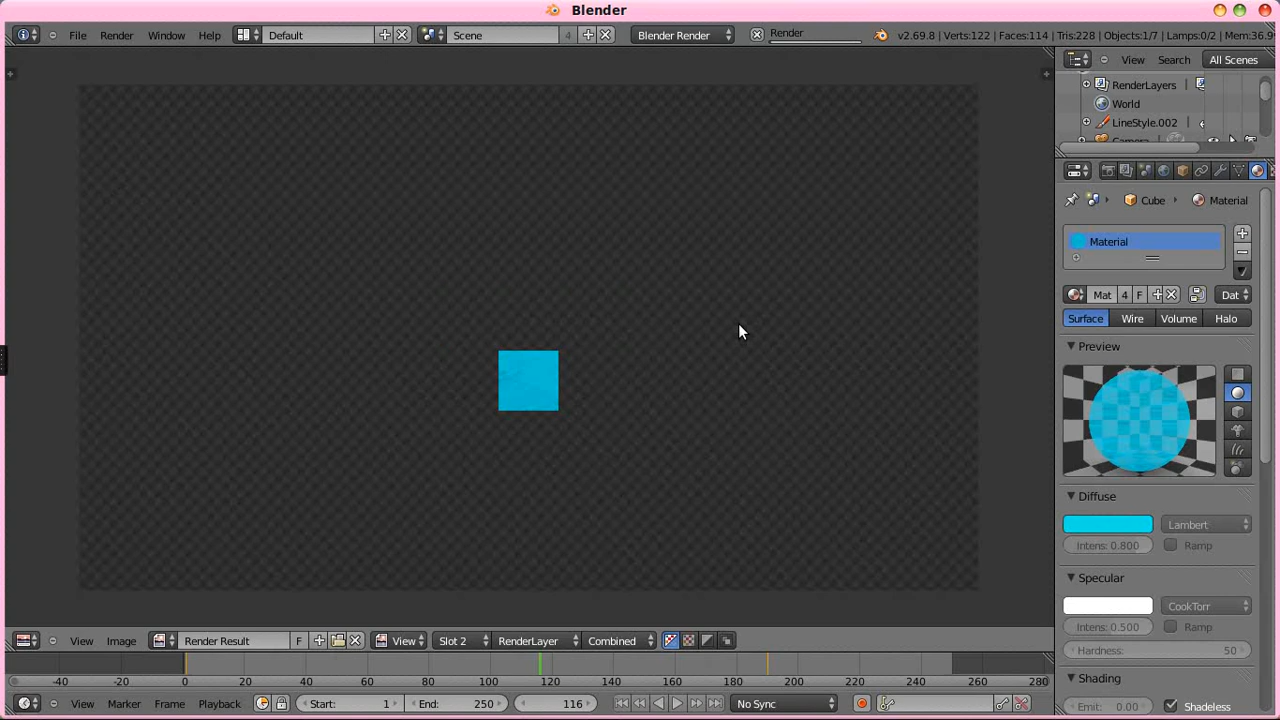 Blender
File Render Window Help Default Scene 4 Blender Render Render v2.69.8 | Verts:122 | Faces:114 | Tris:228 | Objects:1/7 | Lamps:0/2 | Mem:36.9
View Search All Scenes
RenderLayers
World
LineStyle.002
Camera
Cube Material
Material
Mat 4 F Dat
Surface Wire Volume Halo
Preview
Diffuse
Lambert
Intens: 0.800 Ramp
Specular
CookTorr
Intens: 0.500 Ramp
Hardness: 50
Shading
Emit: 0.00 Shadeless
View Image Render Result F View Slot 2 RenderLayer Combined
-40 -20 0 20 40 60 80 100 120 140 160 180 200 220 240 260 280
View Marker Frame Playback Start: 1 End: 250 116 No Sync